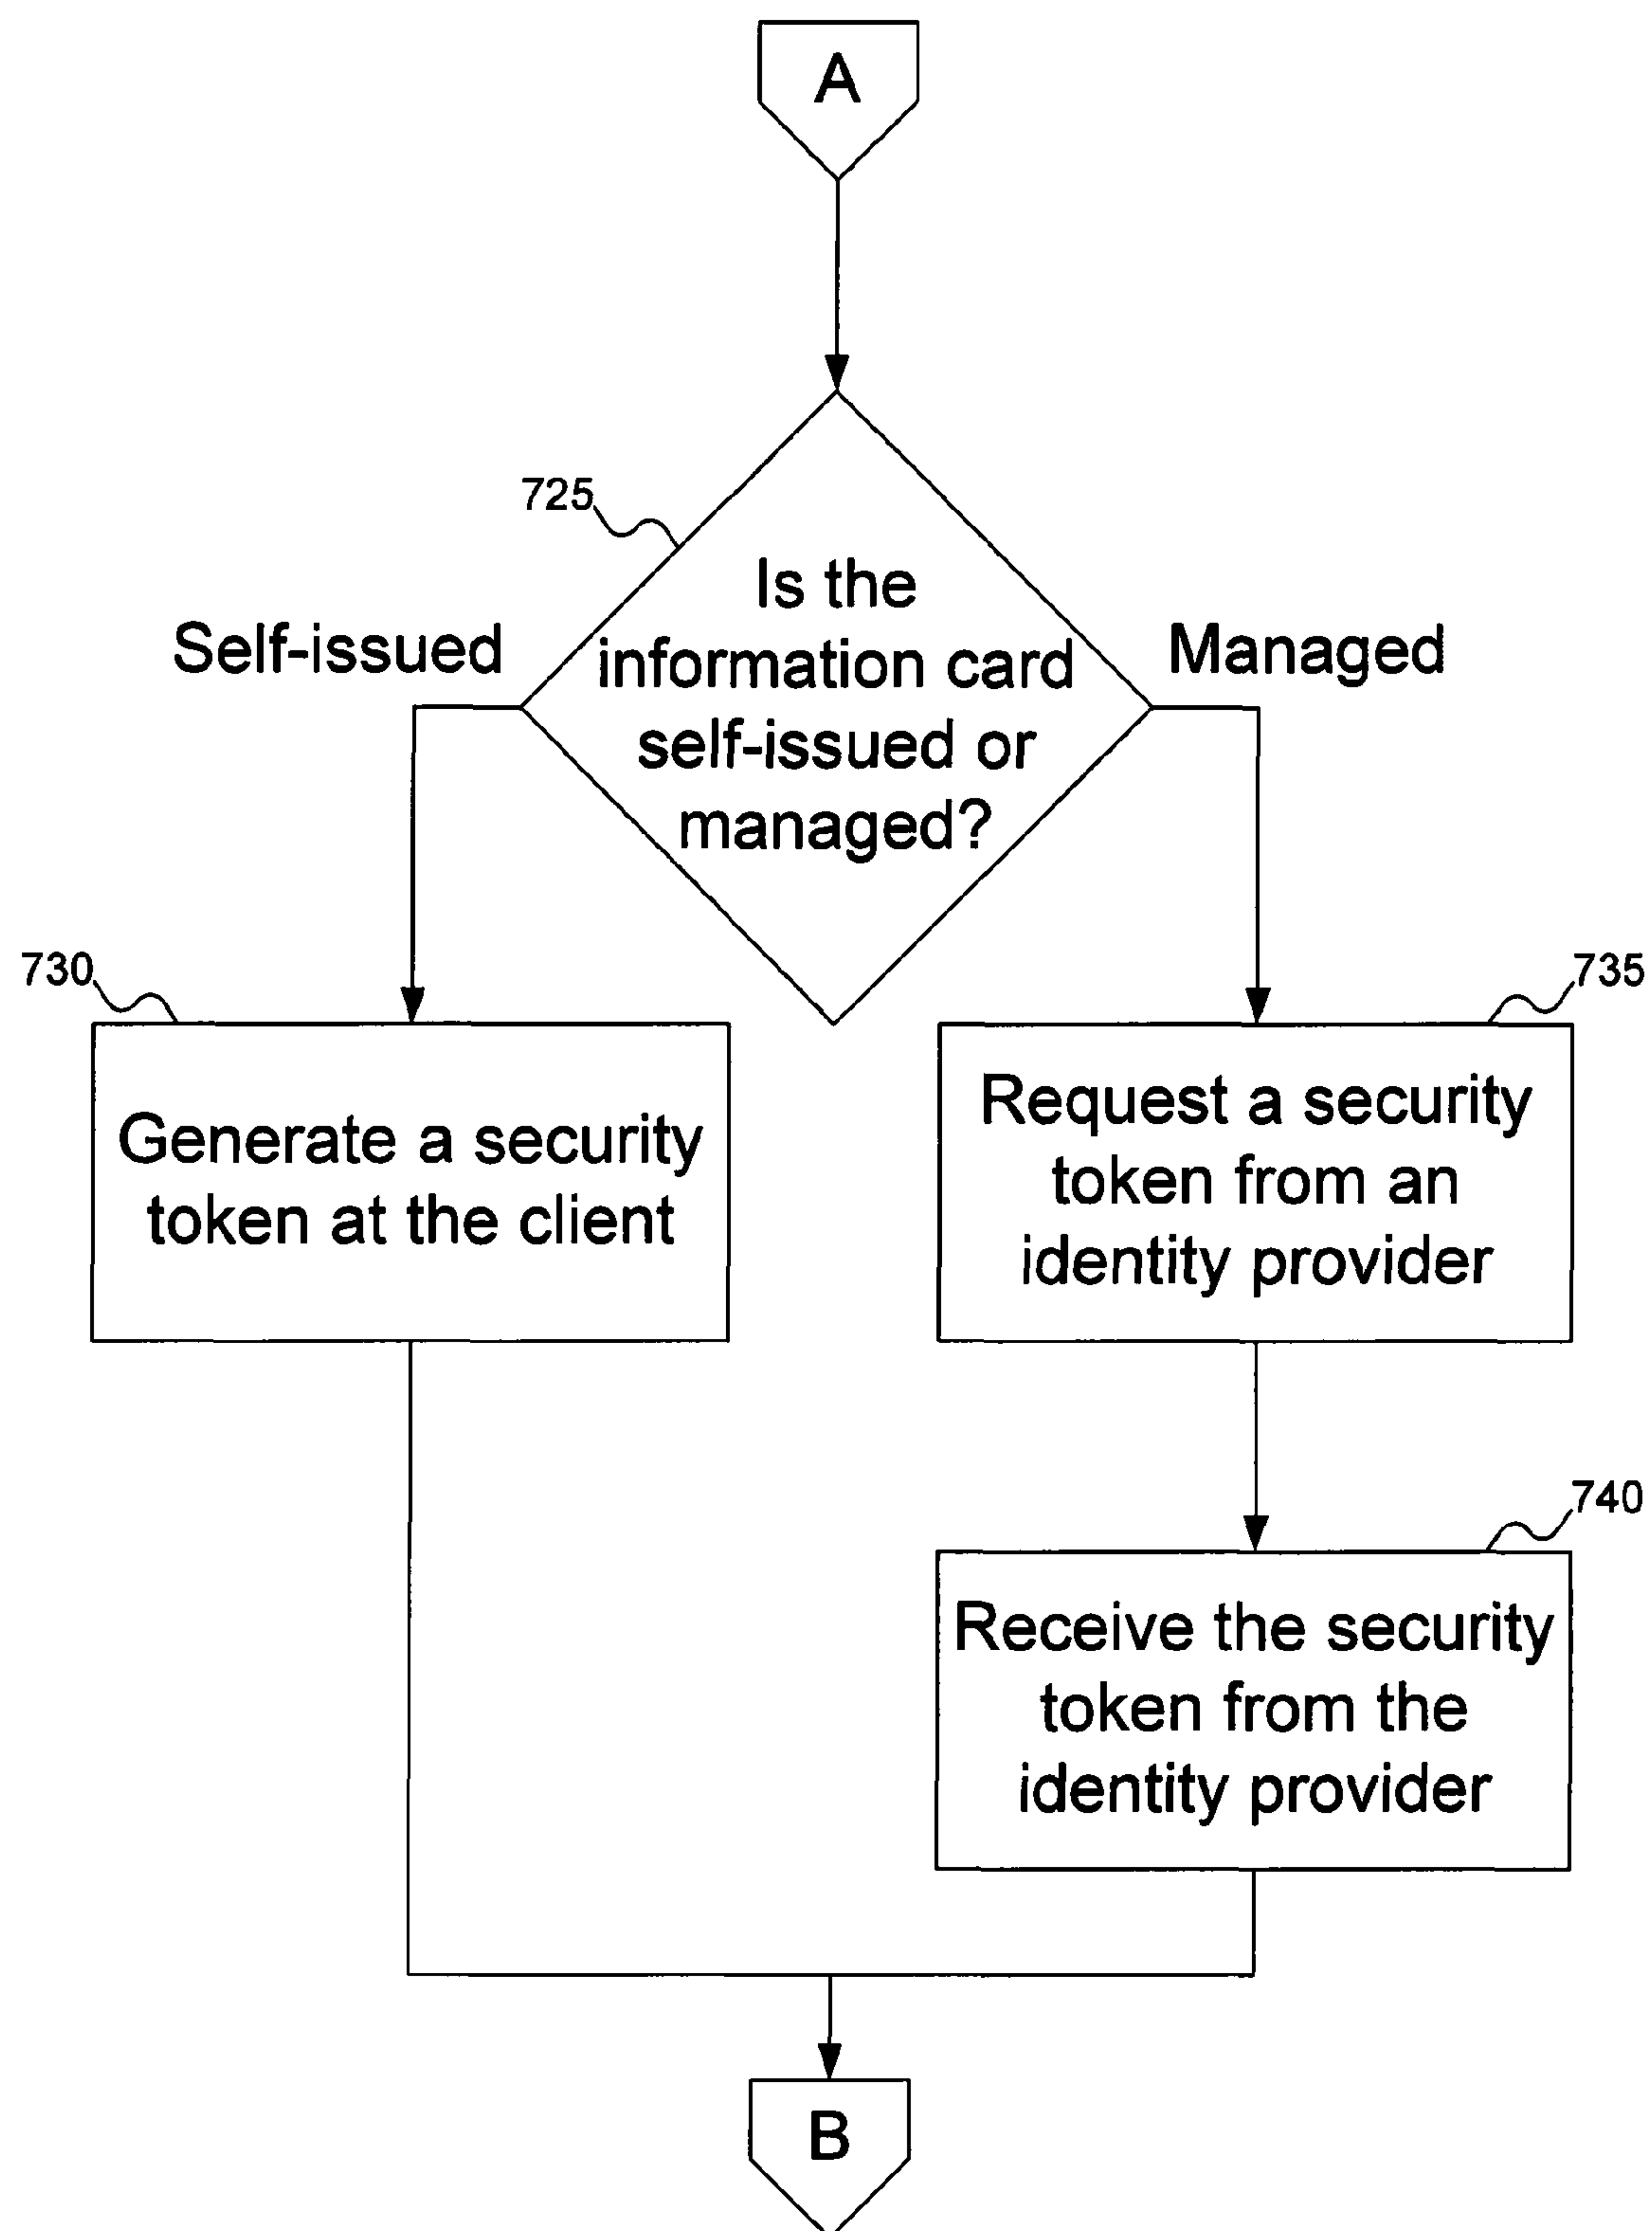 A
725
Is the
information card
self-issued or
managed?
Self-issued
Managed
730
Generate a security
token at the client
735
Request a security
token from an
identity provider
740
Receive the security
token from the
identity provider
B